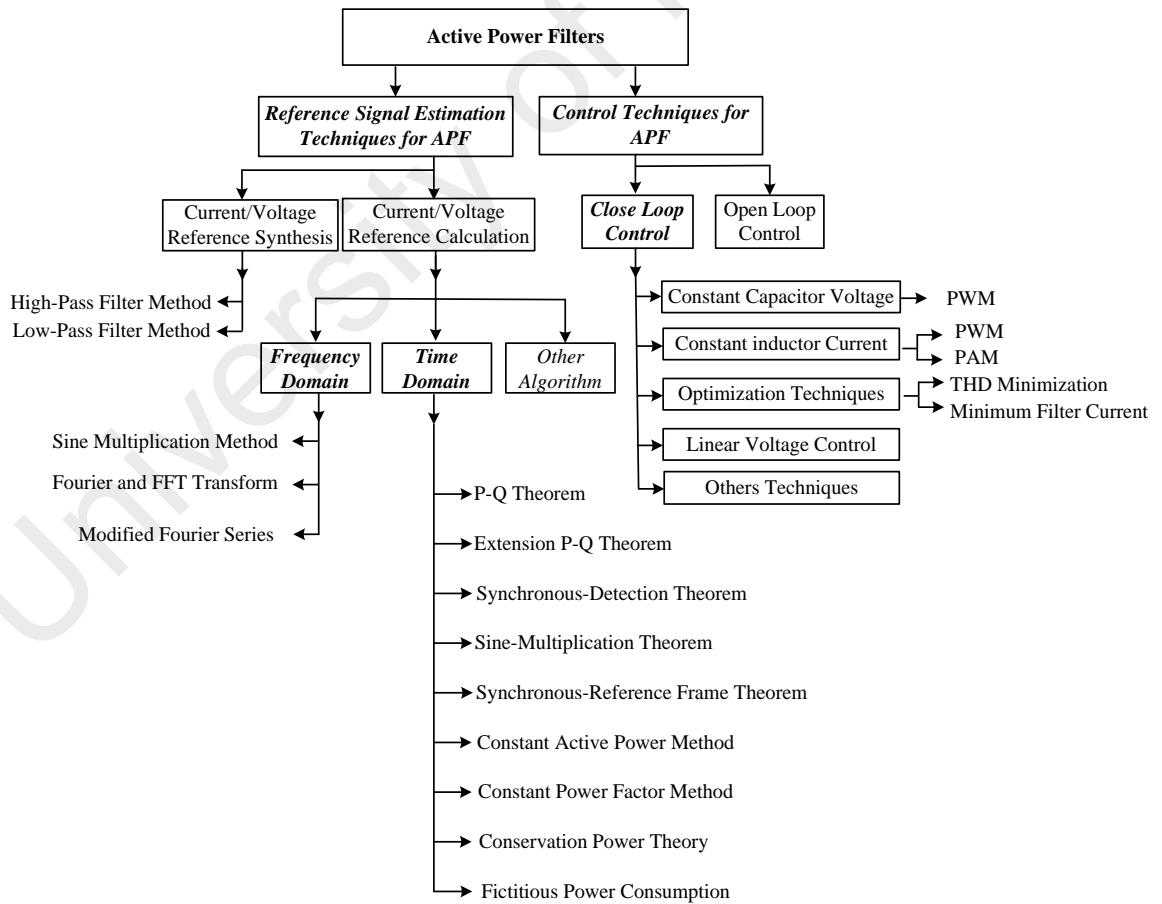 Active Power Filters
Reference Signal Estimation
Techniques for APF
Control Techniques for
APF
Current/Voltage
Reference Synthesis
Current/Voltage
Reference Calculation
Close Loop
Control
Open Loop
Control
High-Pass Filter Method
Low-Pass Filter Method
Frequency
Domain
Time
Domain
Other
Algorithm
Constant Capacitor Voltage
PWM
Constant inductor Current
PWM
PAM
Optimization Techniques
THD Minimization
Minimum Filter Current
Linear Voltage Control
Others Techniques
Sine Multiplication Method
Fourier and FFT Transform
Modified Fourier Series
P-Q Theorem
Extension P-Q Theorem
Synchronous-Detection Theorem
Sine-Multiplication Theorem
Synchronous-Reference Frame Theorem
Constant Active Power Method
Constant Power Factor Method
Conservation Power Theory
Fictitious Power Consumption
University of